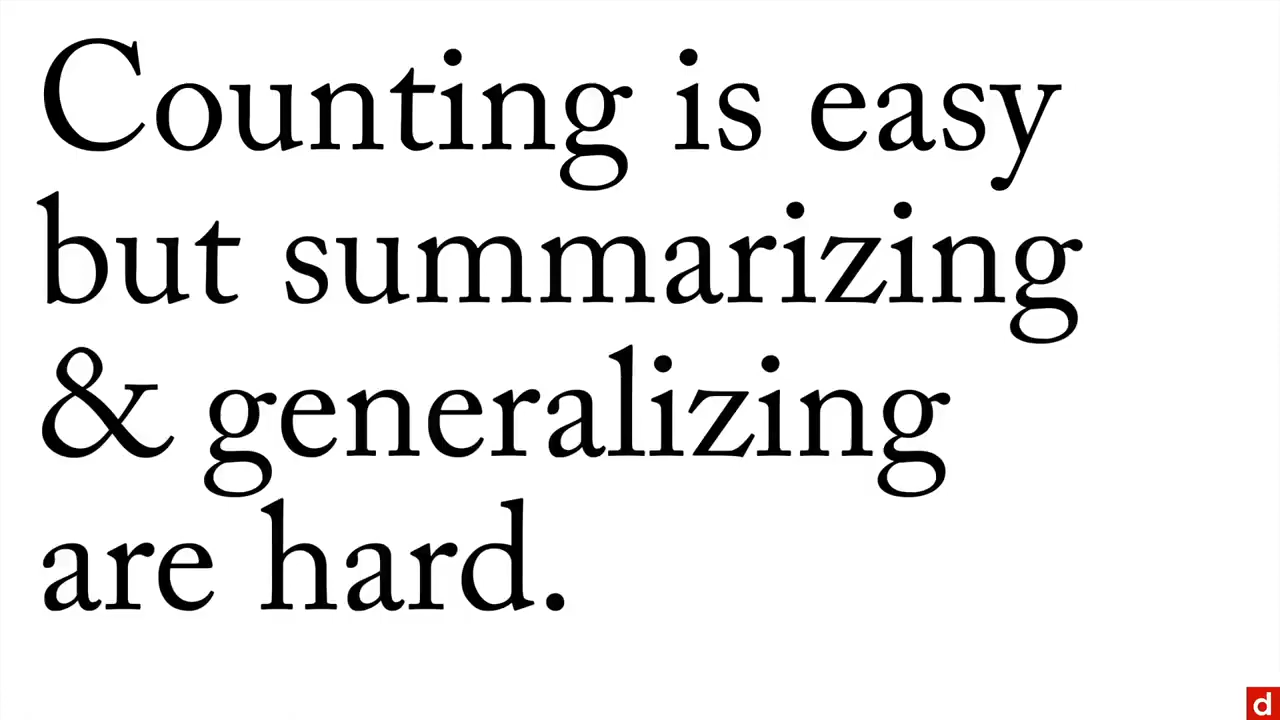 Counting is easy
but summarizing
& generalizing
are hard.
d